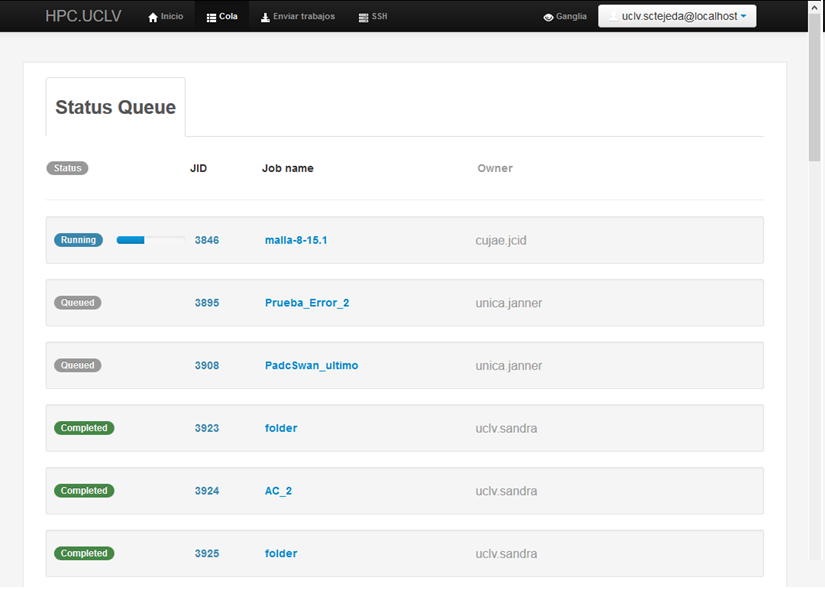 HPC.UCLV Inicio Cola Enviar trabajos SSH Ganglia uclv.sctejeda@localhost
Status Queue
Status JID Job name Owner
Running 3846 malla-8-15.1 cujae.jcid
Queued 3895 Prueba_Error_2 unica.janner
Queued 3908 PadcSwan_ultimo unica.janner
Completed 3923 folder uclv.sandra
Completed 3924 AC_2 uclv.sandra
Completed 3925 folder uclv.sandra